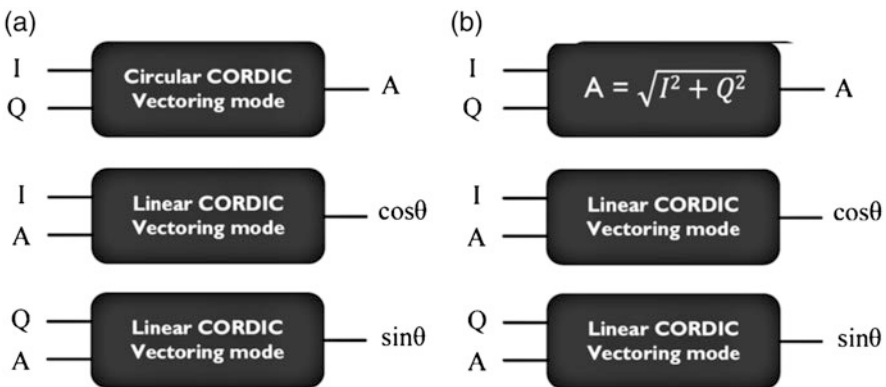 (a)
I
Q
Circular CORDIC
Vectoring mode
A
I
A
Linear CORDIC
Vectoring mode
cosθ
Q
A
Linear CORDIC
Vectoring mode
sinθ
(b)
I
Q
A = √I² + Q²
A
I
A
Linear CORDIC
Vectoring mode
cosθ
Q
A
Linear CORDIC
Vectoring mode
sinθ